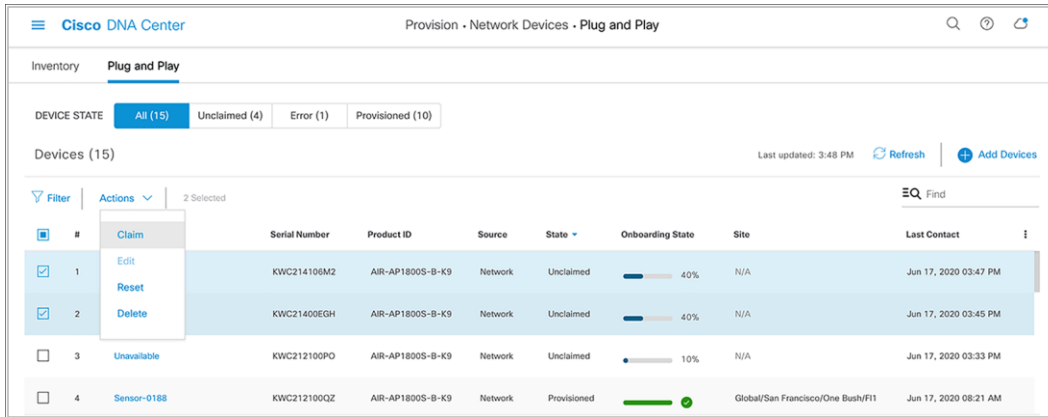 Cisco DNA Center Provision • Network Devices • Plug and Play
Inventory Plug and Play
DEVICE STATE All (15) Unclaimed (4) Error (1) Provisioned (10)
Devices (15) Last updated: 3:48 PM Refresh Add Devices
Filter Actions 2 Selected Find
# Claim Serial Number Product ID Source State Onboarding State Site Last Contact
Edit
1 KWC214106M2 AIR-AP1800S-B-K9 Network Unclaimed 40% N/A Jun 17, 2020 03:47 PM
Reset
2 Delete KWC21400EGH AIR-AP1800S-B-K9 Network Unclaimed 40% N/A Jun 17, 2020 03:45 PM
3 Unavailable KWC212100PO AIR-AP1800S-B-K9 Network Unclaimed 10% N/A Jun 17, 2020 03:33 PM
4 Sensor-0188 KWC212100QZ AIR-AP1800S-B-K9 Network Provisioned Global/San Francisco/One Bush/Fl1 Jun 17, 2020 08:21 AM